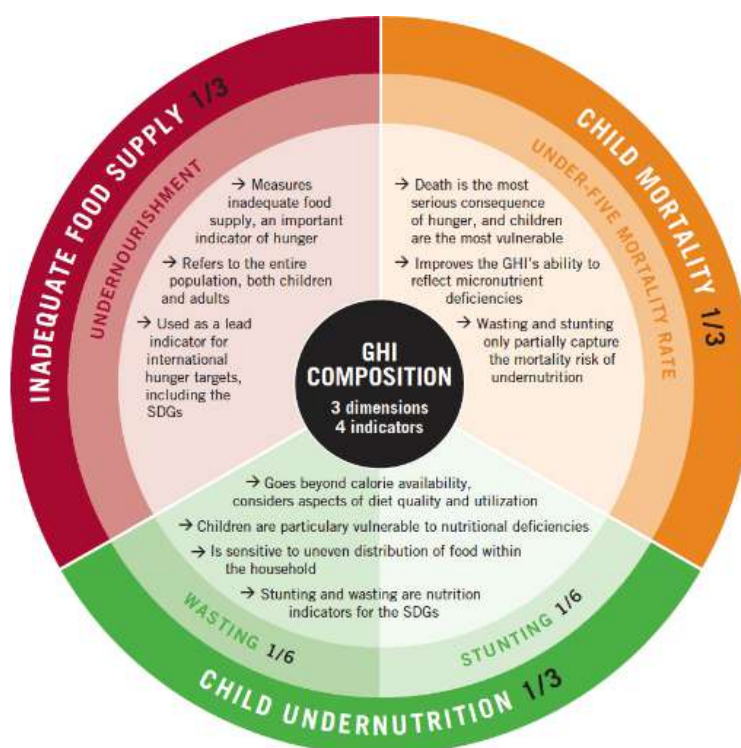 INADEQUATE FOOD SUPPLY 1/3
UNDERNOURISHMENT
→ Measures
inadequate food
supply, an important
indicator of hunger
→ Refers to the entire
population, both children
and adults
→ Used as a lead
indicator for
international
hunger targets,
including the
SDGs
CHILD MORTALITY 1/3
UNDER-FIVE MORTALITY RATE
→ Death is the most
serious consequence
of hunger, and children
are the most vulnerable
→ Improves the GHI's ability to
reflect micronutrient
deficiencies
→ Wasting and stunting
only partially capture
the mortality risk of
undernutrition
GHI
COMPOSITION
3 dimensions
4 indicators
→ Goes beyond calorie availability,
considers aspects of diet quality and utilization
→ Children are particulary vulnerable to nutritional deficiencies
→ Is sensitive to uneven distribution of food within
the household
→ Stunting and wasting are nutrition
indicators for the SDGs
WASTING 1/6
STUNTING 1/6
CHILD UNDERNUTRITION 1/3